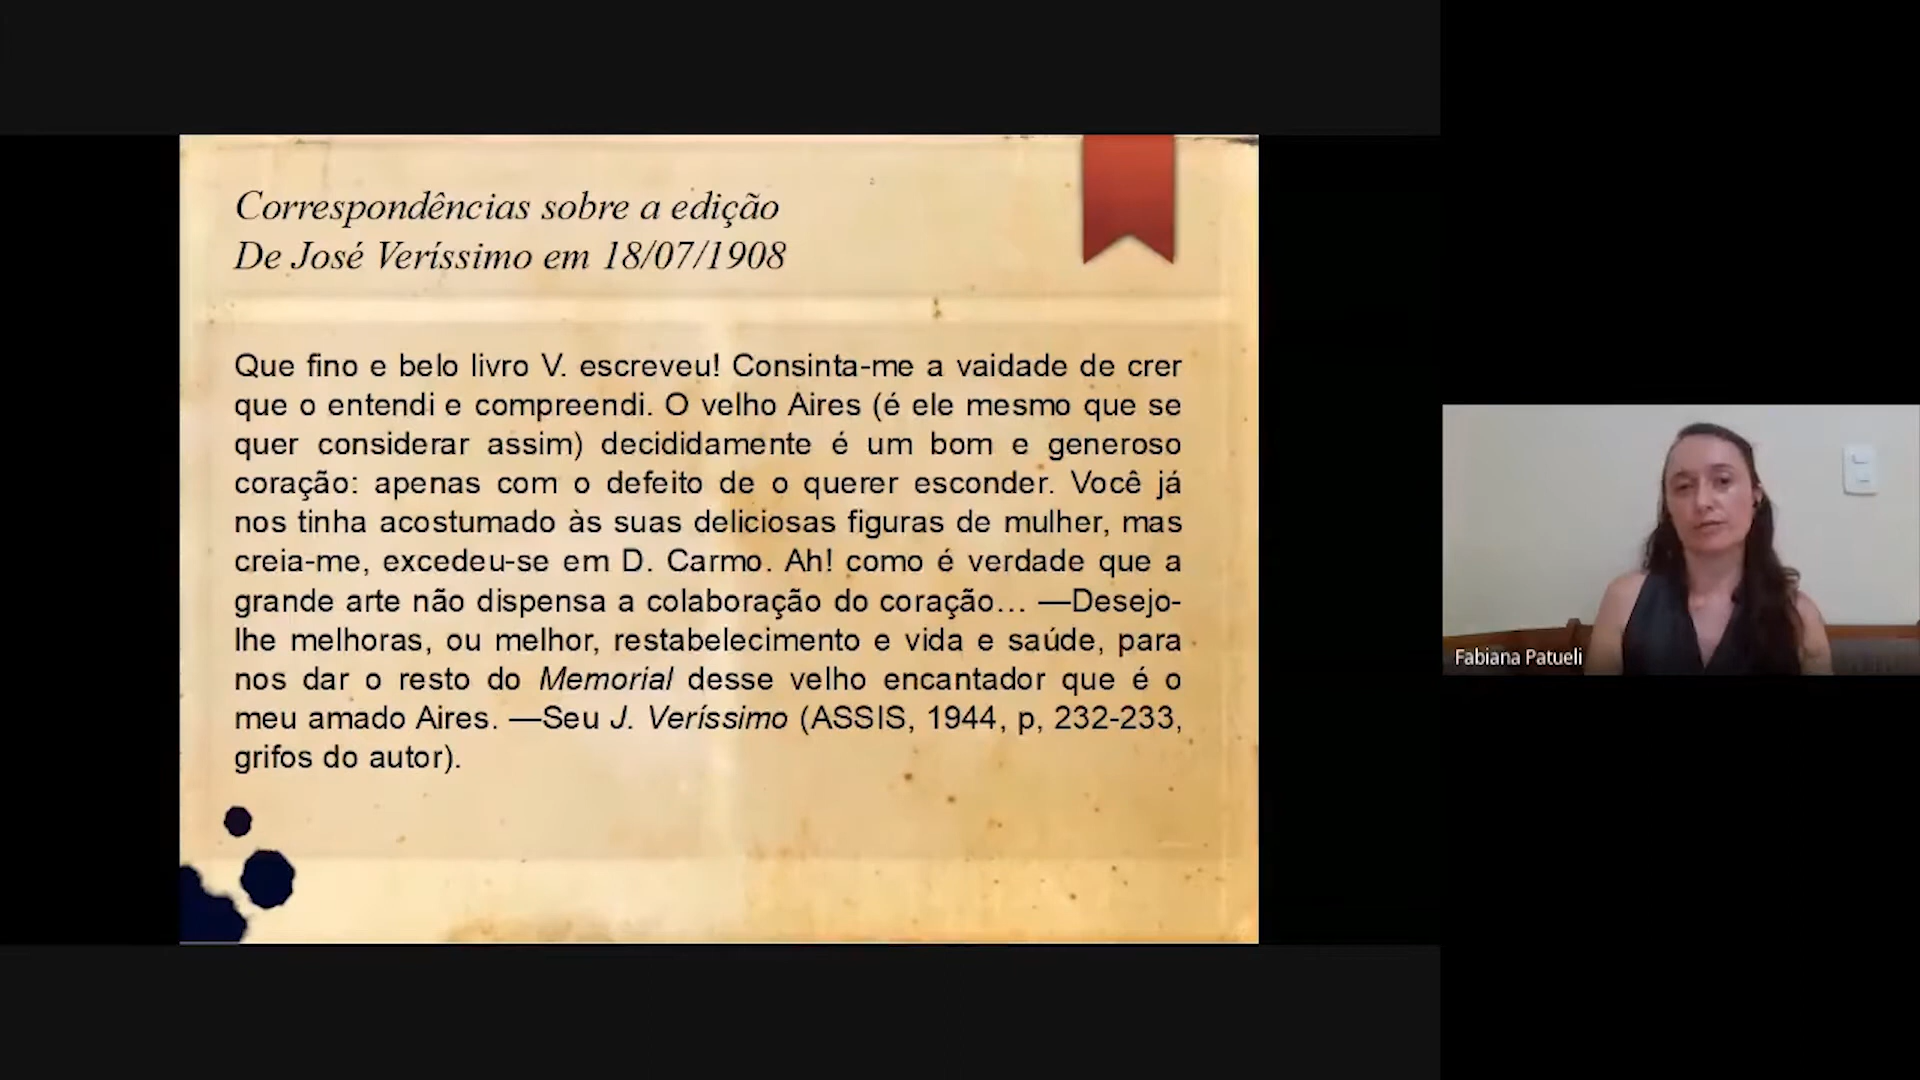 Correspondências sobre a edição
De José Veríssimo em 18/07/1908
Que fino e belo livro V. escreveu! Consinta-me a vaidade de crer
que o entendi e compreendi. O velho Aires (é ele mesmo que se
quer considerar assim) decididamente é um bom e generoso
coração: apenas com o defeito de o querer esconder. Você já
nos tinha acostumado às suas deliciosas figuras de mulher, mas
creia-me, excedeu-se em D. Carmo. Ah! como é verdade que a
grande arte não dispensa a colaboração do coração… —Desejo-
lhe melhoras, ou melhor, restabelecimento e vida e saúde, para
nos dar o resto do Memorial desse velho encantador que é o
meu amado Aires. —Seu J. Veríssimo (ASSIS, 1944, p, 232-233,
grifos do autor).
Fabiana Patueli